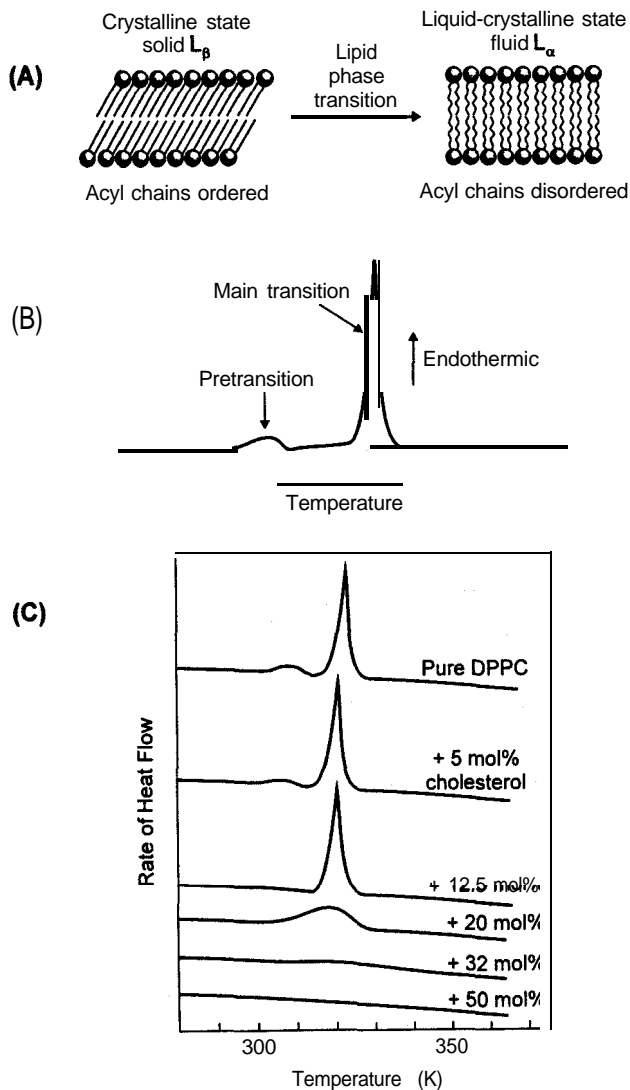 (A)
Crystalline state
solid Lβ
Lipid
phase
transition
Liquid-crystalline state
fluid Lα
Acyl chains ordered
Acyl chains disordered
(B)
Main transition
Pretransition
Endothermic
Temperature
(C)
Rate of Heat Flow
Pure DPPC
+ 5 mol%
cholesterol
+ 12.5 mol%
+ 20 mol%
+ 32 mol%
+ 50 mol%
300
350
Temperature (K)